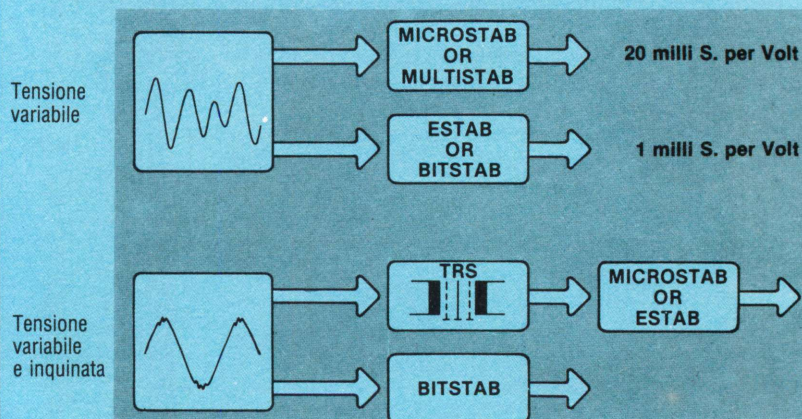 Tensione
variabile
MICROSTAB
OR
MULTISTAB
20 milli S. per Volt
ESTAB
OR
BITSTAB
1 milli S. per Volt
Tensione
variabile
e inquinata
TRS
MICROSTAB
OR
ESTAB
BITSTAB